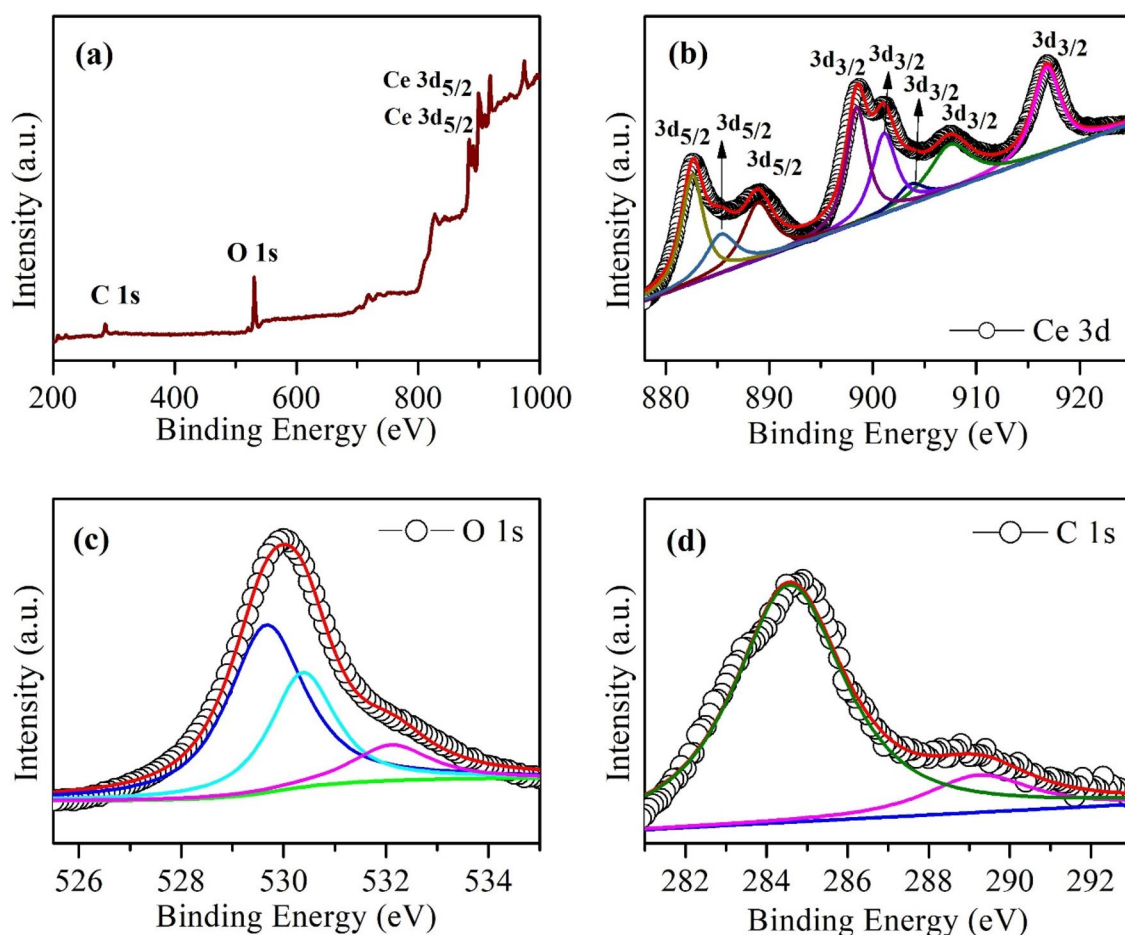 (a)
Ce 3d5/2
Ce 3d5/2
O 1s
C 1s
Intensity (a.u.)
200 400 600 800 1000
Binding Energy (eV)
(b)
3d3/2
3d3/2
3d3/2
3d3/2
3d3/2
3d5/2
3d5/2
3d5/2
Ce 3d
Intensity (a.u.)
880 890 900 910 920
Binding Energy (eV)
(c)
O 1s
Intensity (a.u.)
526 528 530 532 534
Binding Energy (eV)
(d)
C 1s
Intensity (a.u.)
282 284 286 288 290 292
Binding Energy (eV)